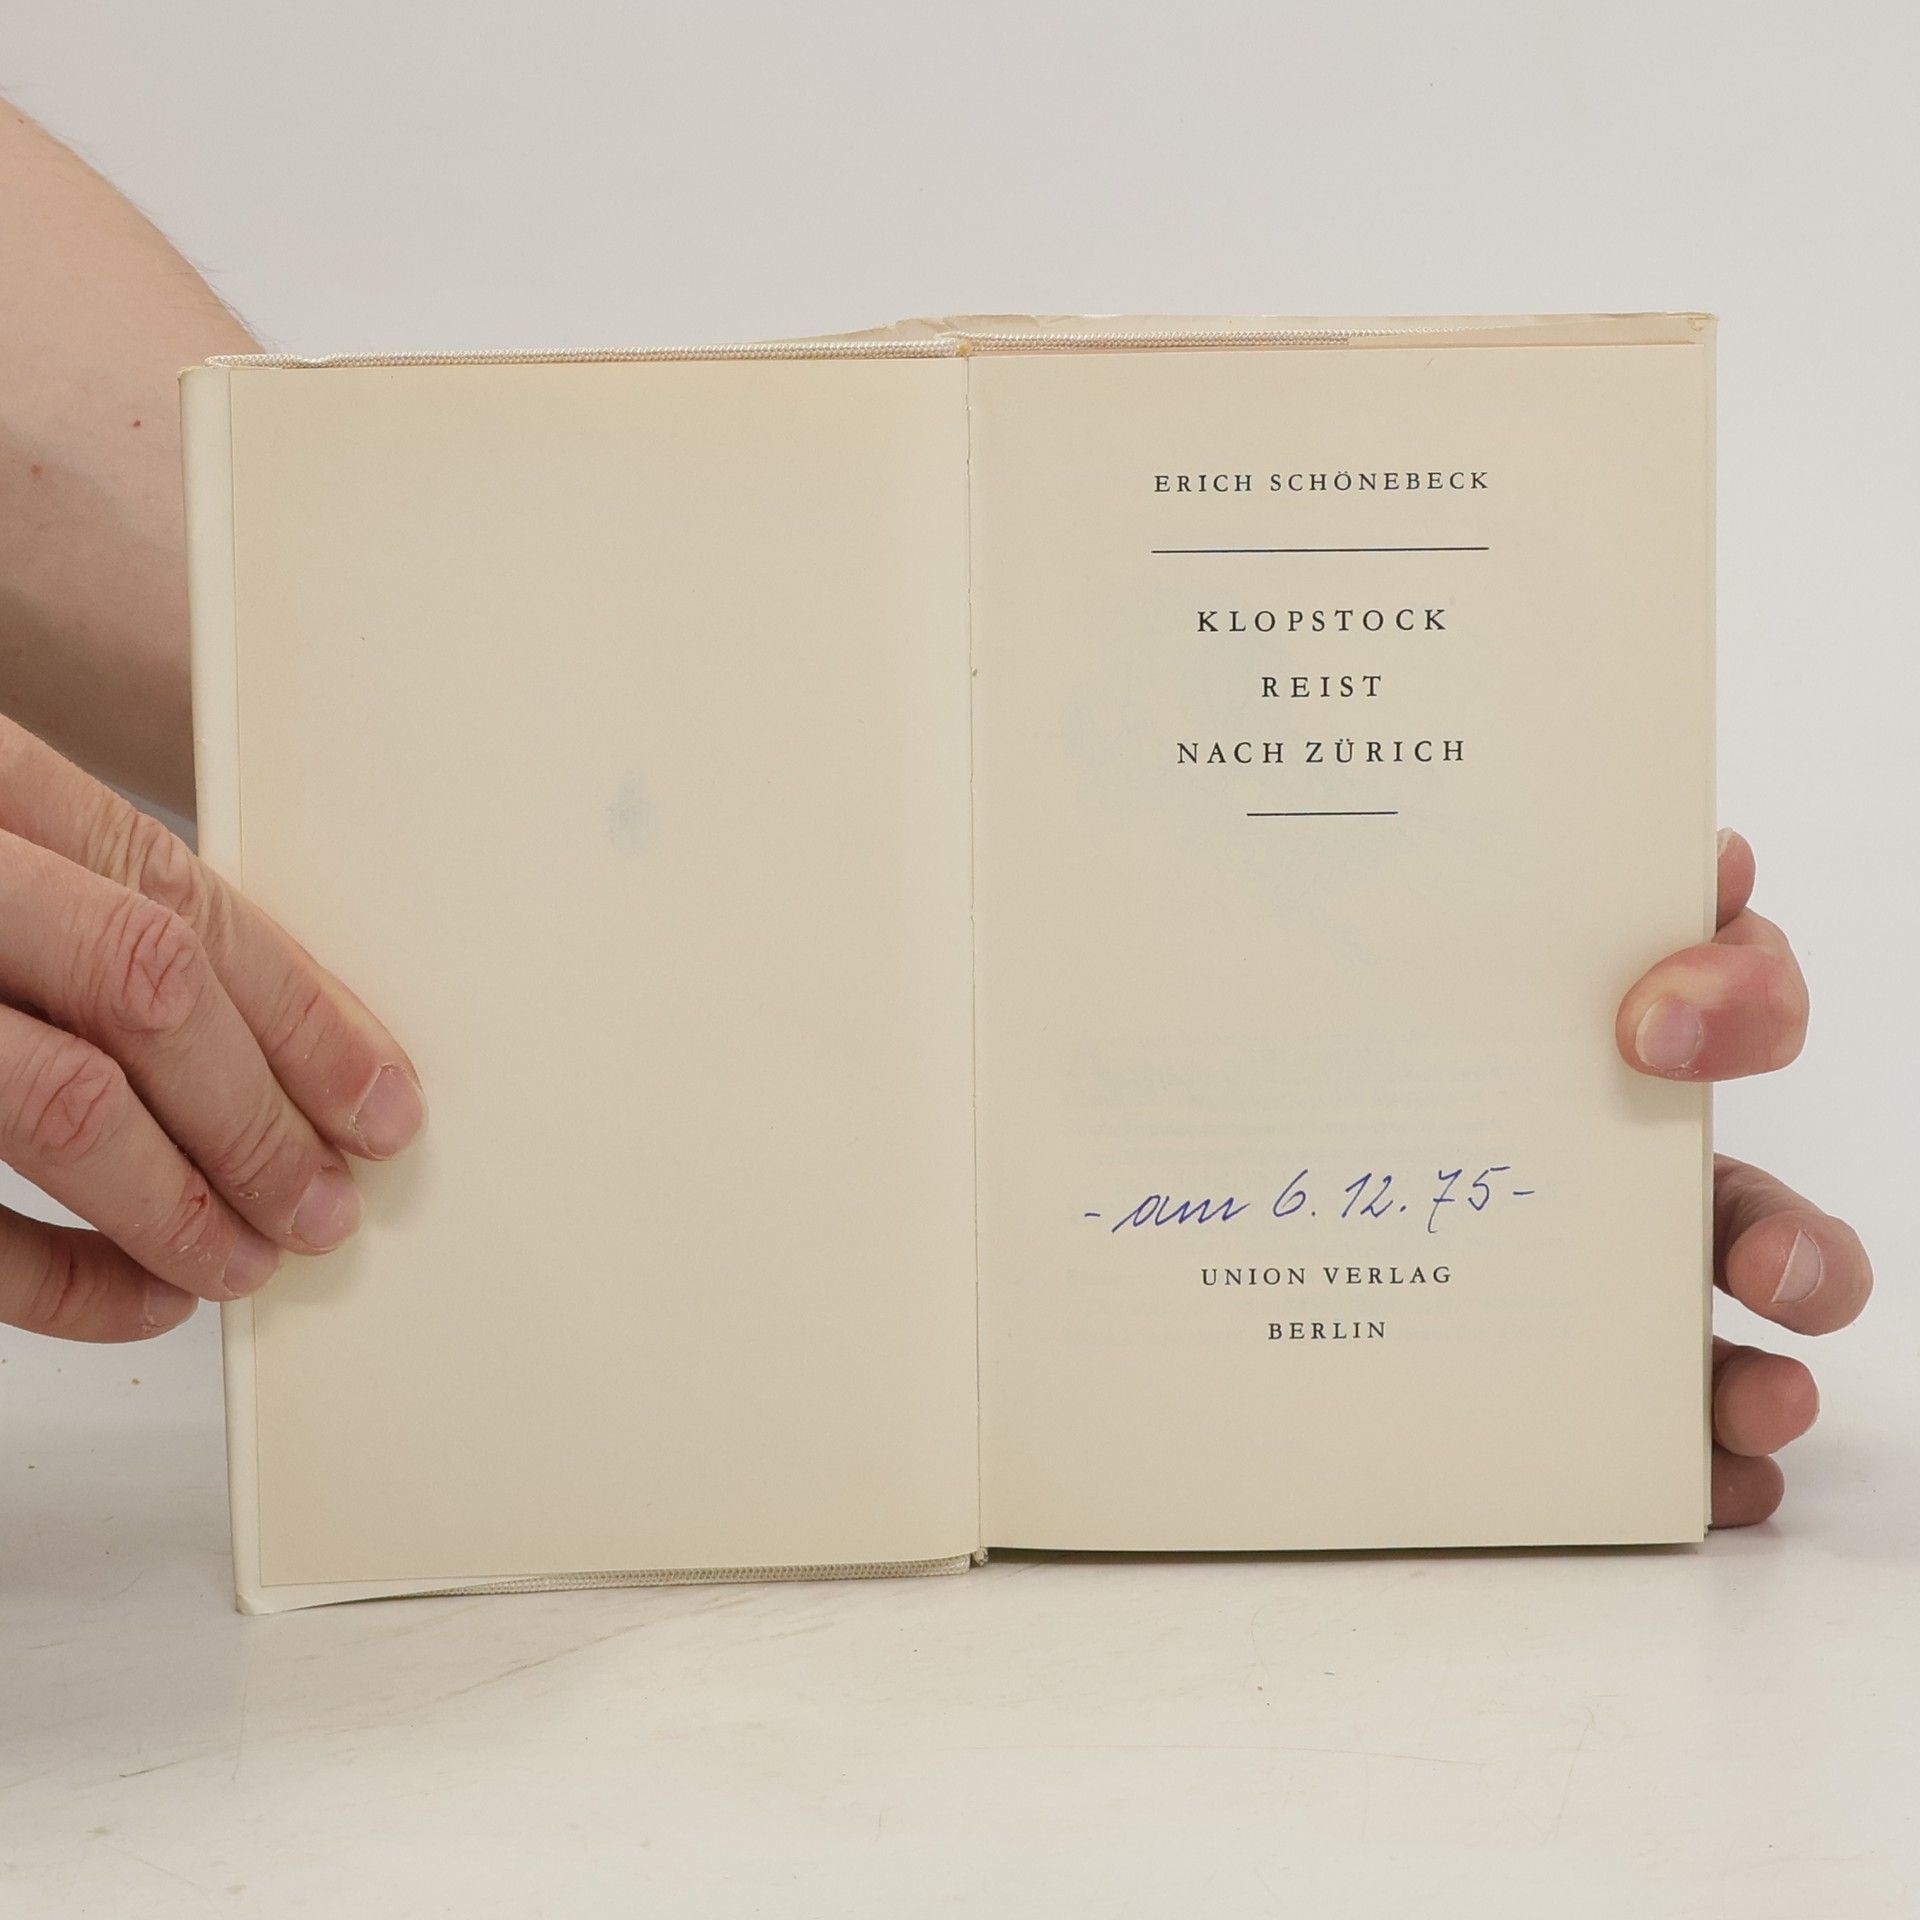 ERICH SCHÖNEBECK
KLOPSTOCK
REIST
NACH ZÜRICH
- am 6. 12. 75 -
UNION VERLAG
BERLIN